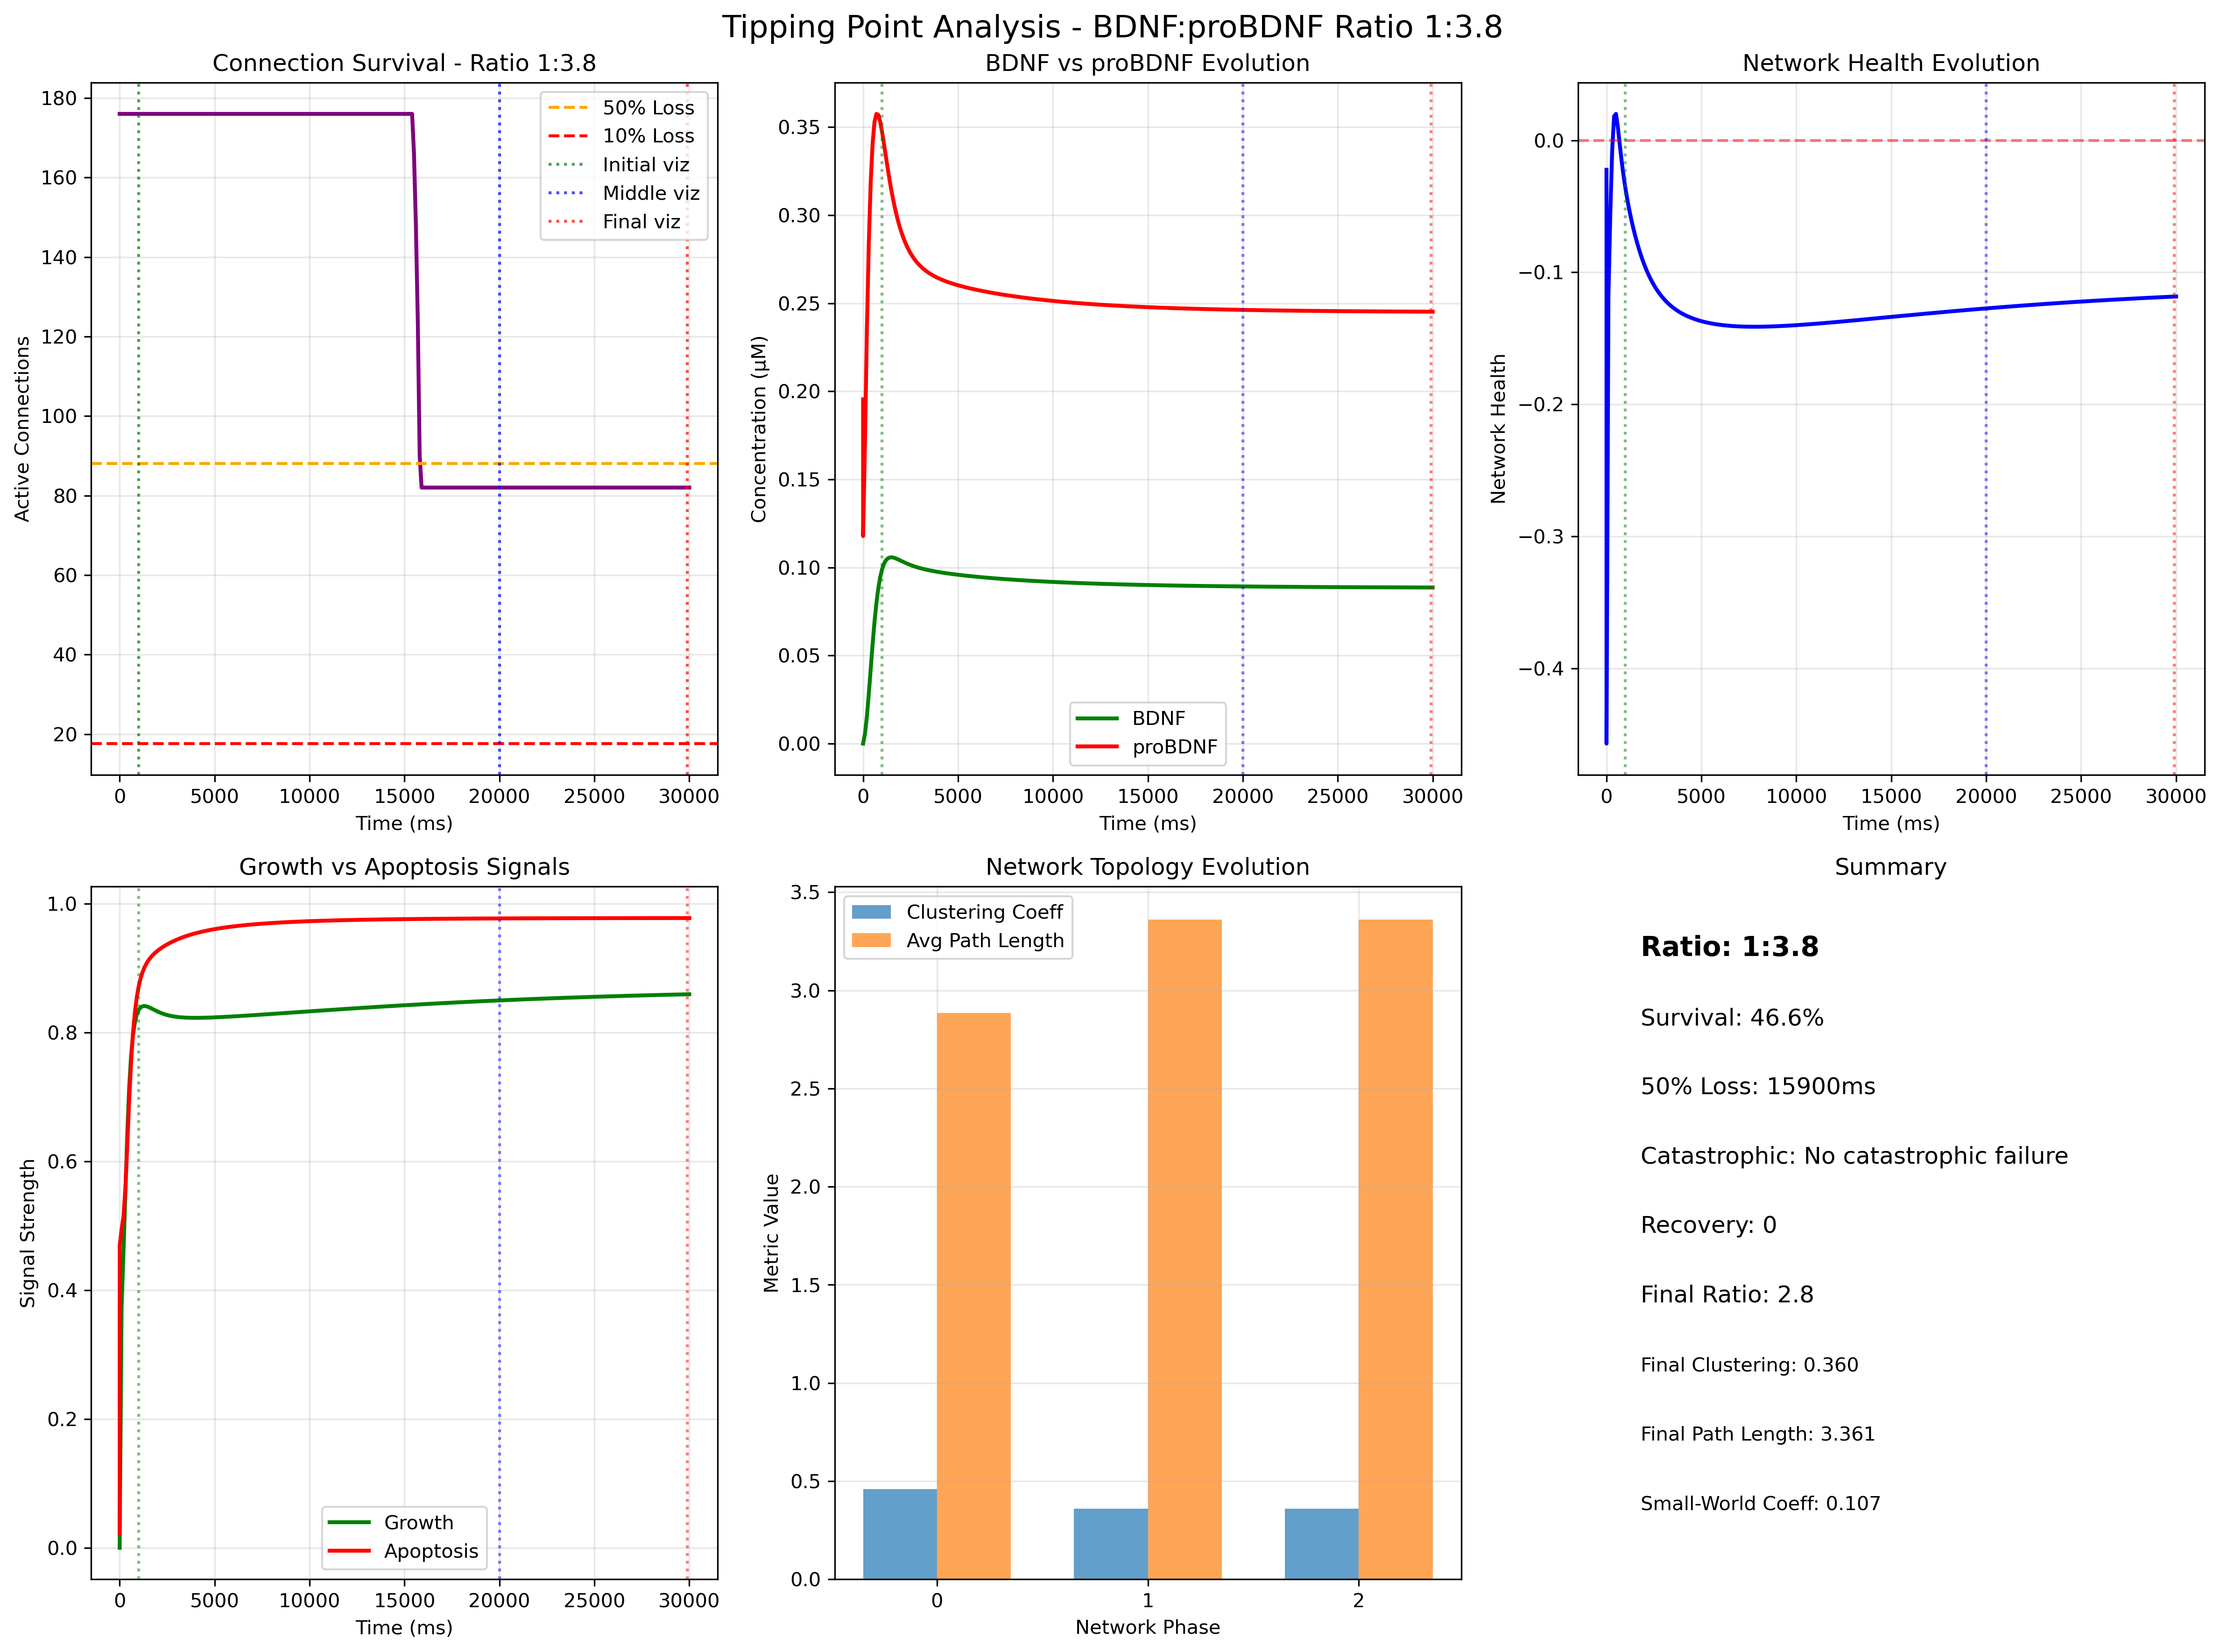 Tipping Point Analysis - BDNF:proBDNF Ratio 1:3.8
Connection Survival - Ratio 1:3.8
180
160
140
120
100
80
60
40
20
Active Connections
50% Loss
10% Loss
Initial viz
Middle viz
Final viz
0 5000 10000 15000 20000 25000 30000
Time (ms)
BDNF vs proBDNF Evolution
0.35
0.30
0.25
0.20
0.15
0.10
0.05
0.00
Concentration (μM)
BDNF
proBDNF
0 5000 10000 15000 20000 25000 30000
Time (ms)
Network Health Evolution
0.0
−0.1
−0.2
−0.3
−0.4
Network Health
0 5000 10000 15000 20000 25000 30000
Time (ms)
Growth vs Apoptosis Signals
1.0
0.8
0.6
0.4
0.2
0.0
Signal Strength
Growth
Apoptosis
0 5000 10000 15000 20000 25000 30000
Time (ms)
Network Topology Evolution
3.5
3.0
2.5
2.0
1.5
1.0
0.5
0.0
Metric Value
Clustering Coeff
Avg Path Length
0 1 2
Network Phase
Summary
Ratio: 1:3.8
Survival: 46.6%
50% Loss: 15900ms
Catastrophic: No catastrophic failure
Recovery: 0
Final Ratio: 2.8
Final Clustering: 0.360
Final Path Length: 3.361
Small-World Coeff: 0.107